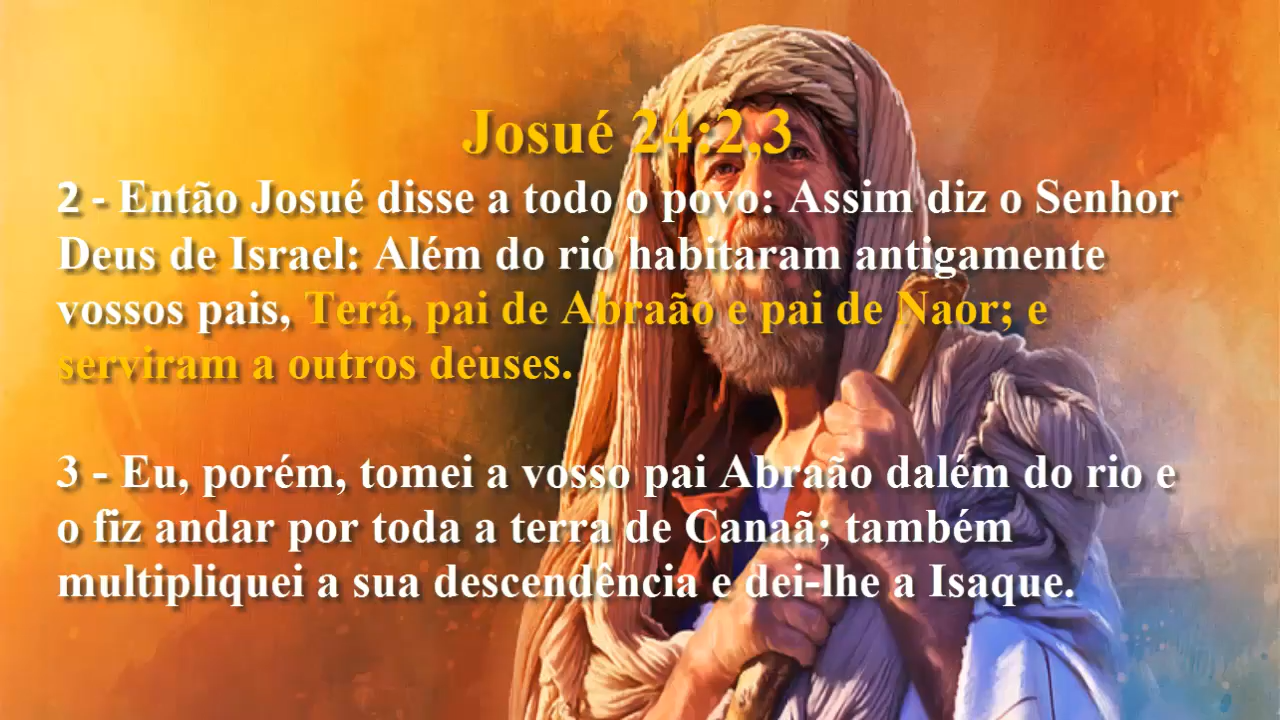 Josué 24:2,3
2 - Então Josué disse a todo o povo: Assim diz o Senhor
Deus de Israel: Além do rio habitaram antigamente
vossos pais, Terá, pai de Abraão e pai de Naor; e
serviram a outros deuses.
3 - Eu, porém, tomei a vosso pai Abraão dalém do rio e
o fiz andar por toda a terra de Canaã; também
multipliquei a sua descendência e dei-lhe a Isaque.